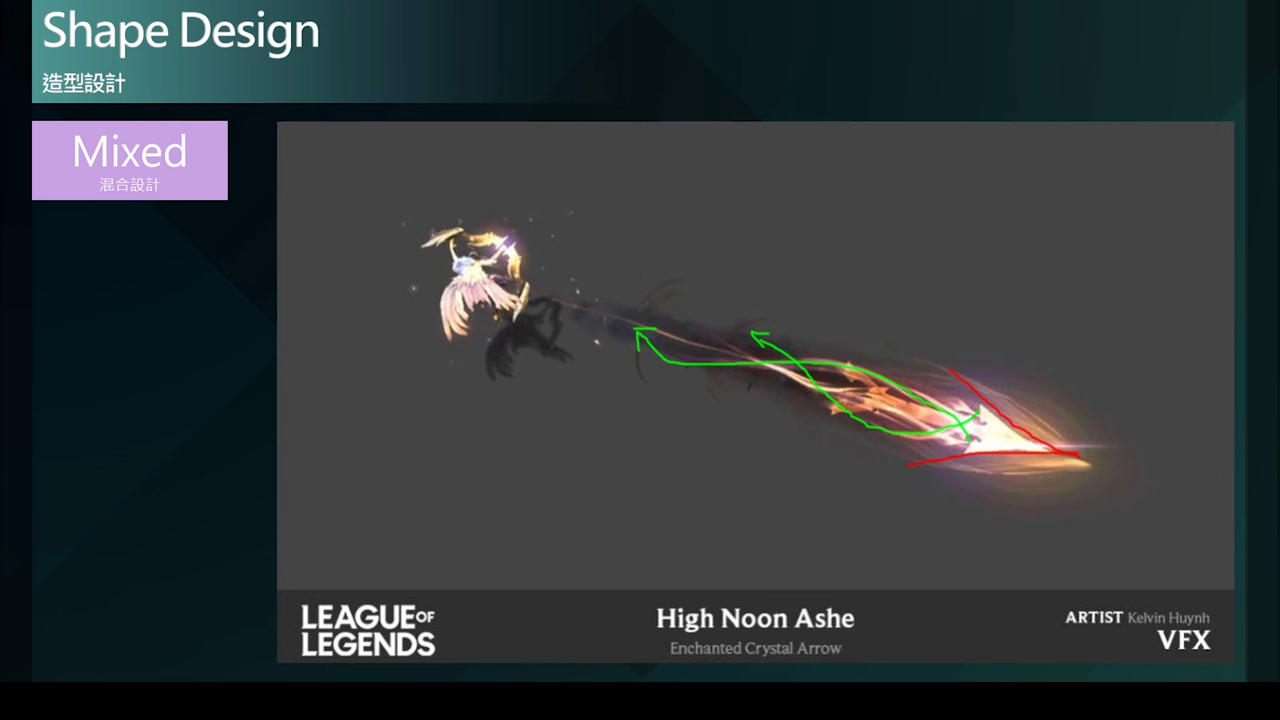 Shape Design
造型設計
Mixed
混合設計
LEAGUE OF
LEGENDS
High Noon Ashe
Enchanted Crystal Arrow
ARTIST Kelvin Huynh
VFX